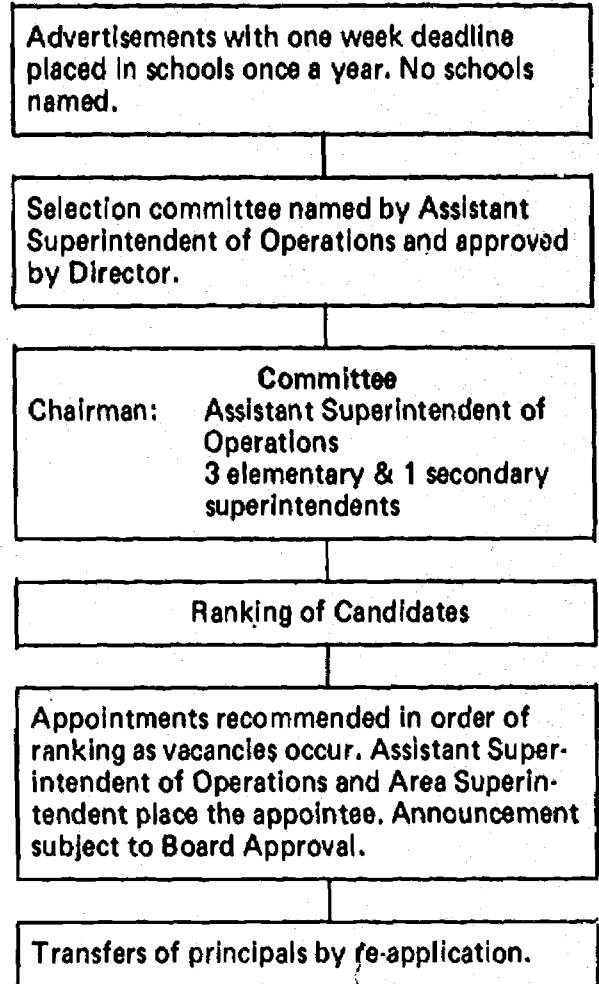 Advertisements with one week deadline
placed in schools once a year. No schools
named.
Selection committee named by Assistant
Superintendent of Operations and approved
by Director.
Committee
Chairman: Assistant Superintendent of
Operations
3 elementary & 1 secondary
superintendents
Ranking of Candidates
Appointments recommended in order of
ranking as vacancies occur. Assistant Super-
intendent of Operations and Area Superin-
tendent place the appointee. Announcement
subject to Board Approval.
Transfers of principals by re-application.